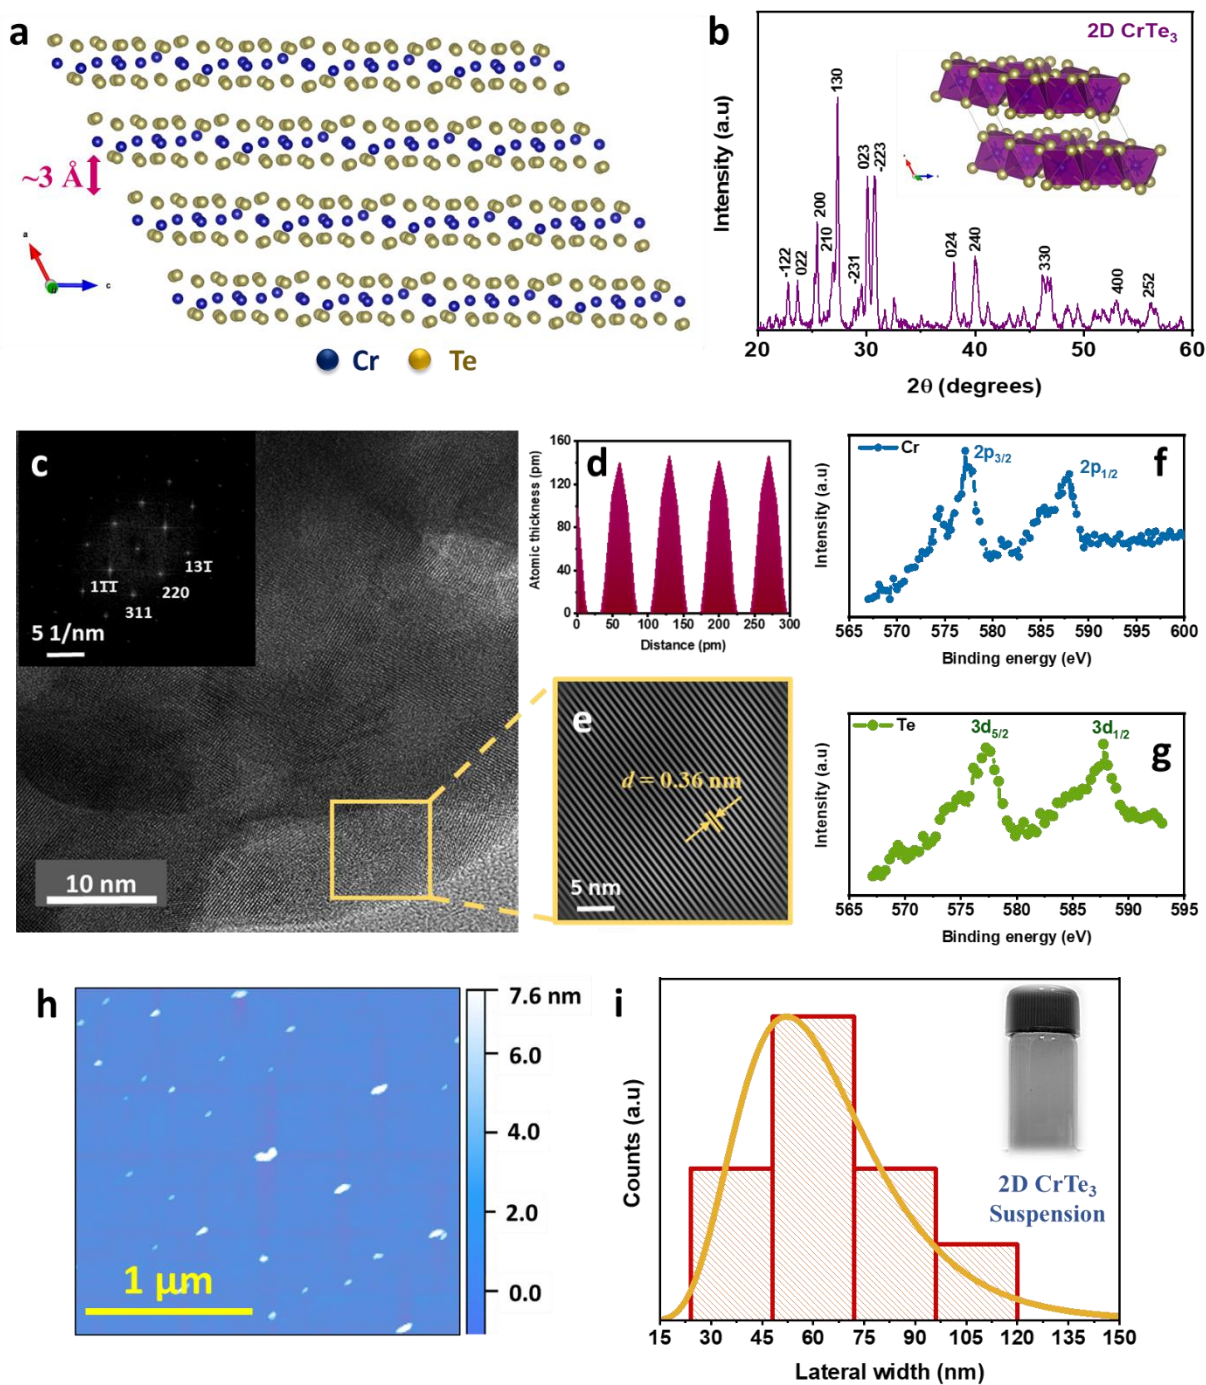 a
~3 Å
a
c
Cr
Te
b
2D CrTe₃
Intensity (a.u)
-122
022
200
210
130
-231
023
-223
024
240
330
400
252
20
30
40
50
60
2θ (degrees)
c
11̅1̅
311
220
131̅
5 1/nm
10 nm
d
Atomic thickness (pm)
160
120
80
40
0
0
50
100
150
200
250
300
Distance (pm)
e
d = 0.36 nm
5 nm
f
Cr
2p₃/₂
2p₁/₂
Intensity (a.u)
565
570
575
580
585
590
595
600
Binding energy (eV)
g
Te
3d₅/₂
3d₁/₂
Intensity (a.u)
565
570
575
580
585
590
595
Binding energy (eV)
h
7.6 nm
6.0
4.0
2.0
0.0
1 μm
i
Counts (a.u)
2D CrTe₃
Suspension
15
30
45
60
75
90
105
120
135
150
Lateral width (nm)